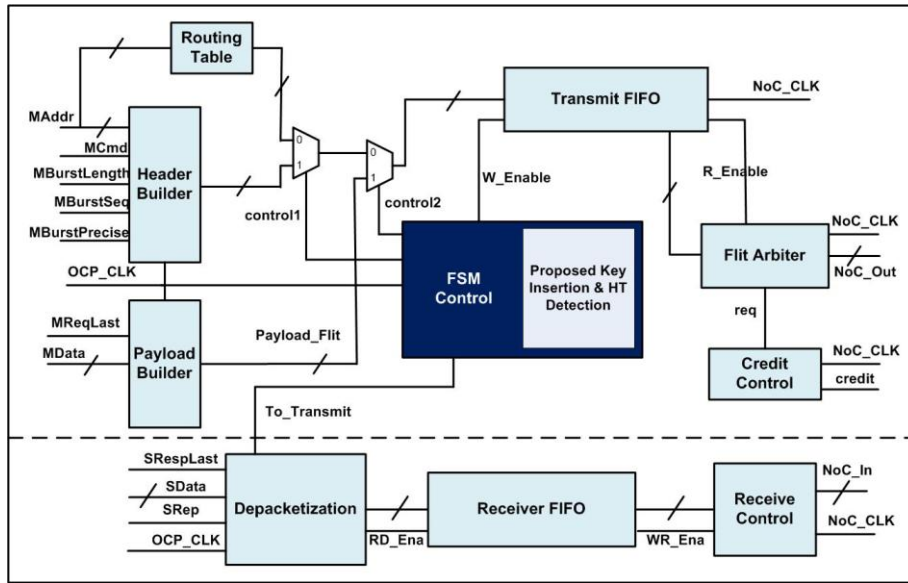 Routing
Table
MAddr
MCmd
MBurstLength
MBurstSeq
MBurstPrecise
Header
Builder
0
1
0
1
control1
control2
Transmit FIFO
NoC_CLK
W_Enable
R_Enable
OCP_CLK
FSM
Control
Proposed Key
Insertion & HT
Detection
Flit Arbiter
NoC_CLK
NoC_Out
req
MReqLast
MData
Payload
Builder
Payload_Flit
Credit
Control
NoC_CLK
credit
To_Transmit
SRespLast
SData
SRep
OCP_CLK
Depacketization
RD_Ena
Receiver FIFO
WR_Ena
Receive
Control
NoC_In
NoC_CLK